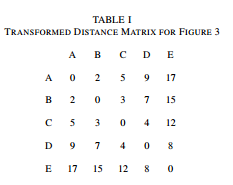 TABLE I
TRANSFORMED DISTANCE MATRIX FOR FIGURE 3
A B C D E
A 0 2 5 9 17
B 2 0 3 7 15
C 5 3 0 4 12
D 9 7 4 0 8
E 17 15 12 8 0